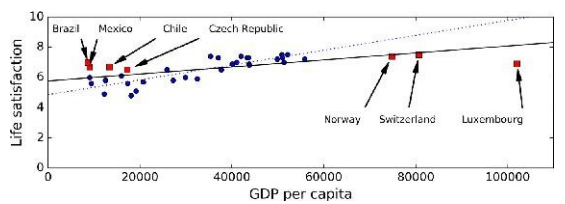 10
8
6
4
2
0
Life satisfaction
Brazil Mexico Chile Czech Republic
Norway Switzerland Luxembourg
0 20000 40000 60000 80000 100000
GDP per capita